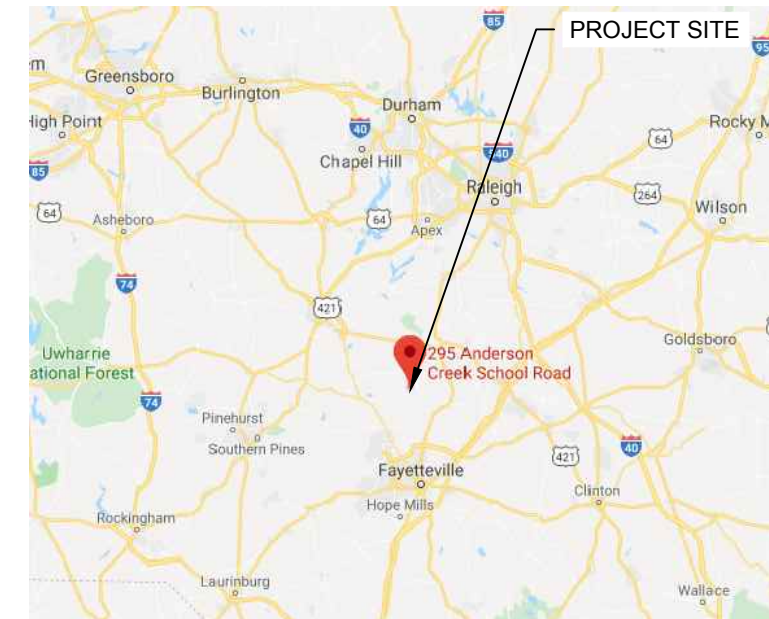 PROJECT SITE
85
95
Greensboro
Burlington
Durham
High Point
40
Rocky M
64
540
Chapel Hill
85
Raleigh
64
264
Wilson
Asheboro
64
Apex
74
421
Goldsboro
Uwharrie
ational Forest
295 Anderson
Creek School Road
74
Pinehurst
Southern Pines
40
421
Fayetteville
Clinton
Hope Mills
Rockingham
Laurinburg
Wallace